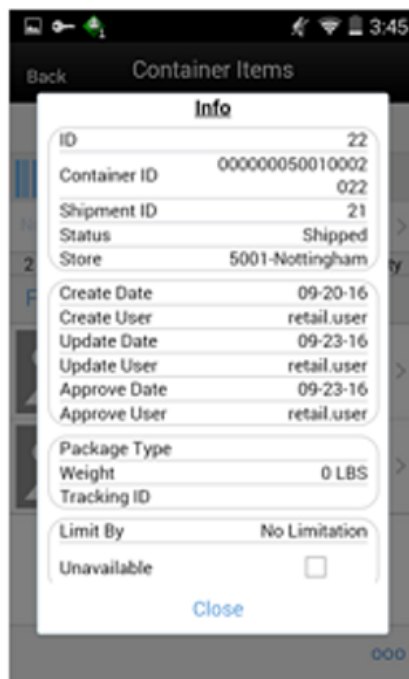 3:45
Back Container Items
Info
ID 22
Container ID 000000050010002
022
Shipment ID 21
Status Shipped
Store 5001-Nottingham
Create Date 09-20-16
Create User retail.user
Update Date 09-23-16
Update User retail.user
Approve Date 09-23-16
Approve User retail.user
Package Type
Weight 0 LBS
Tracking ID
Limit By No Limitation
Unavailable
Close